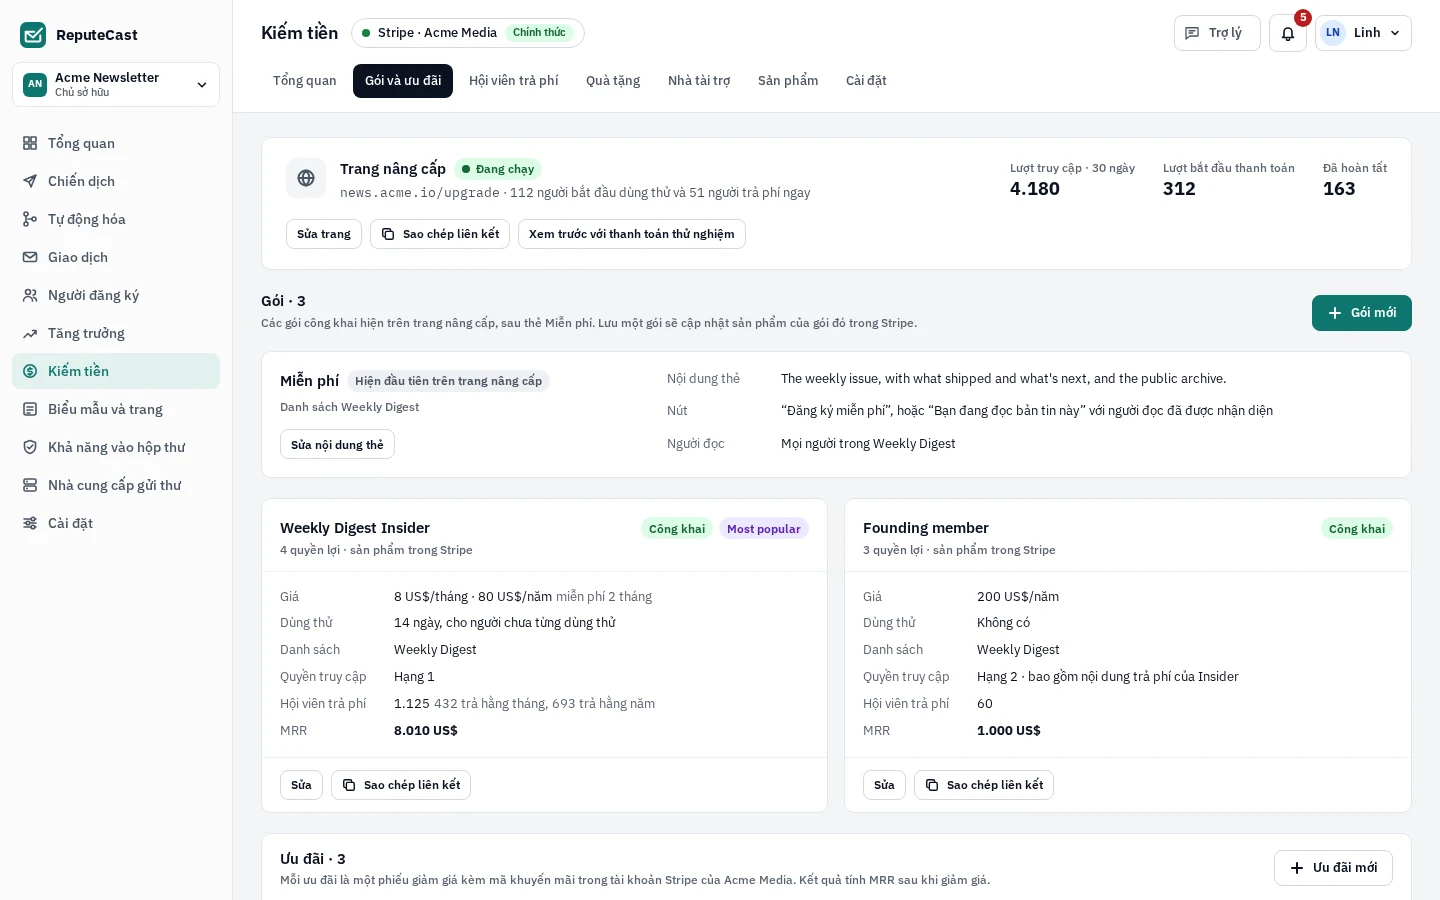 ReputeCast
AN
Acme Newsletter
Chủ sở hữu
Tổng quan
Chiến dịch
Tự động hóa
Giao dịch
Người đăng ký
Tăng trưởng
Kiếm tiền
Biểu mẫu và trang
Khả năng vào hộp thư
Nhà cung cấp gửi thư
Cài đặt
Kiếm tiền
Stripe · Acme Media
Chính thức
Trợ lý
5
LN
Linh
Tổng quan
Gói và ưu đãi
Hội viên trả phí
Quà tặng
Nhà tài trợ
Sản phẩm
Cài đặt
Trang nâng cấp
Đang chạy
news.acme.io/upgrade · 112 người bắt đầu dùng thử và 51 người trả phí ngay
Lượt truy cập · 30 ngày
4.180
Lượt bắt đầu thanh toán
312
Đã hoàn tất
163
Sửa trang
Sao chép liên kết
Xem trước với thanh toán thử nghiệm
Gói · 3
Các gói công khai hiện trên trang nâng cấp, sau thẻ Miễn phí. Lưu một gói sẽ cập nhật sản phẩm của gói đó trong Stripe.
Gói mới
Miễn phí
Hiện đầu tiên trên trang nâng cấp
Danh sách Weekly Digest
Sửa nội dung thẻ
Nội dung thẻ
The weekly issue, with what shipped and what's next, and the public archive.
Nút
“Đăng ký miễn phí”, hoặc “Bạn đang đọc bản tin này” với người đọc đã được nhận diện
Người đọc
Mọi người trong Weekly Digest
Weekly Digest Insider
Công khai
Most popular
4 quyền lợi · sản phẩm trong Stripe
Giá
8 US$/tháng · 80 US$/năm miễn phí 2 tháng
Dùng thử
14 ngày, cho người chưa từng dùng thử
Danh sách
Weekly Digest
Quyền truy cập
Hạng 1
Hội viên trả phí
1.125 432 trả hằng tháng, 693 trả hằng năm
MRR
8.010 US$
Sửa
Sao chép liên kết
Founding member
Công khai
3 quyền lợi · sản phẩm trong Stripe
Giá
200 US$/năm
Dùng thử
Không có
Danh sách
Weekly Digest
Quyền truy cập
Hạng 2 · bao gồm nội dung trả phí của Insider
Hội viên trả phí
60
MRR
1.000 US$
Sửa
Sao chép liên kết
Ưu đãi · 3
Mỗi ưu đãi là một phiếu giảm giá kèm mã khuyến mãi trong tài khoản Stripe của Acme Media. Kết quả tính MRR sau khi giảm giá.
Ưu đãi mới